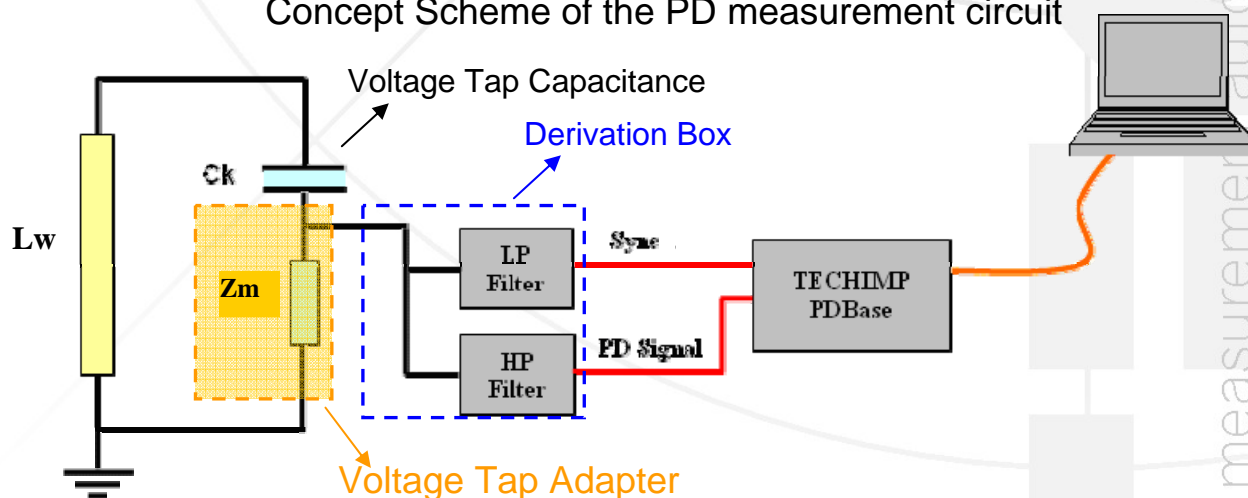 Concept Scheme of the PD measurement circuit
Voltage Tap Capacitance
Derivation Box
Ck
Lw
Zm
LP
Filter
HP
Filter
Sync
PD Signal
TECHIMP
PDBase
Voltage Tap Adapter